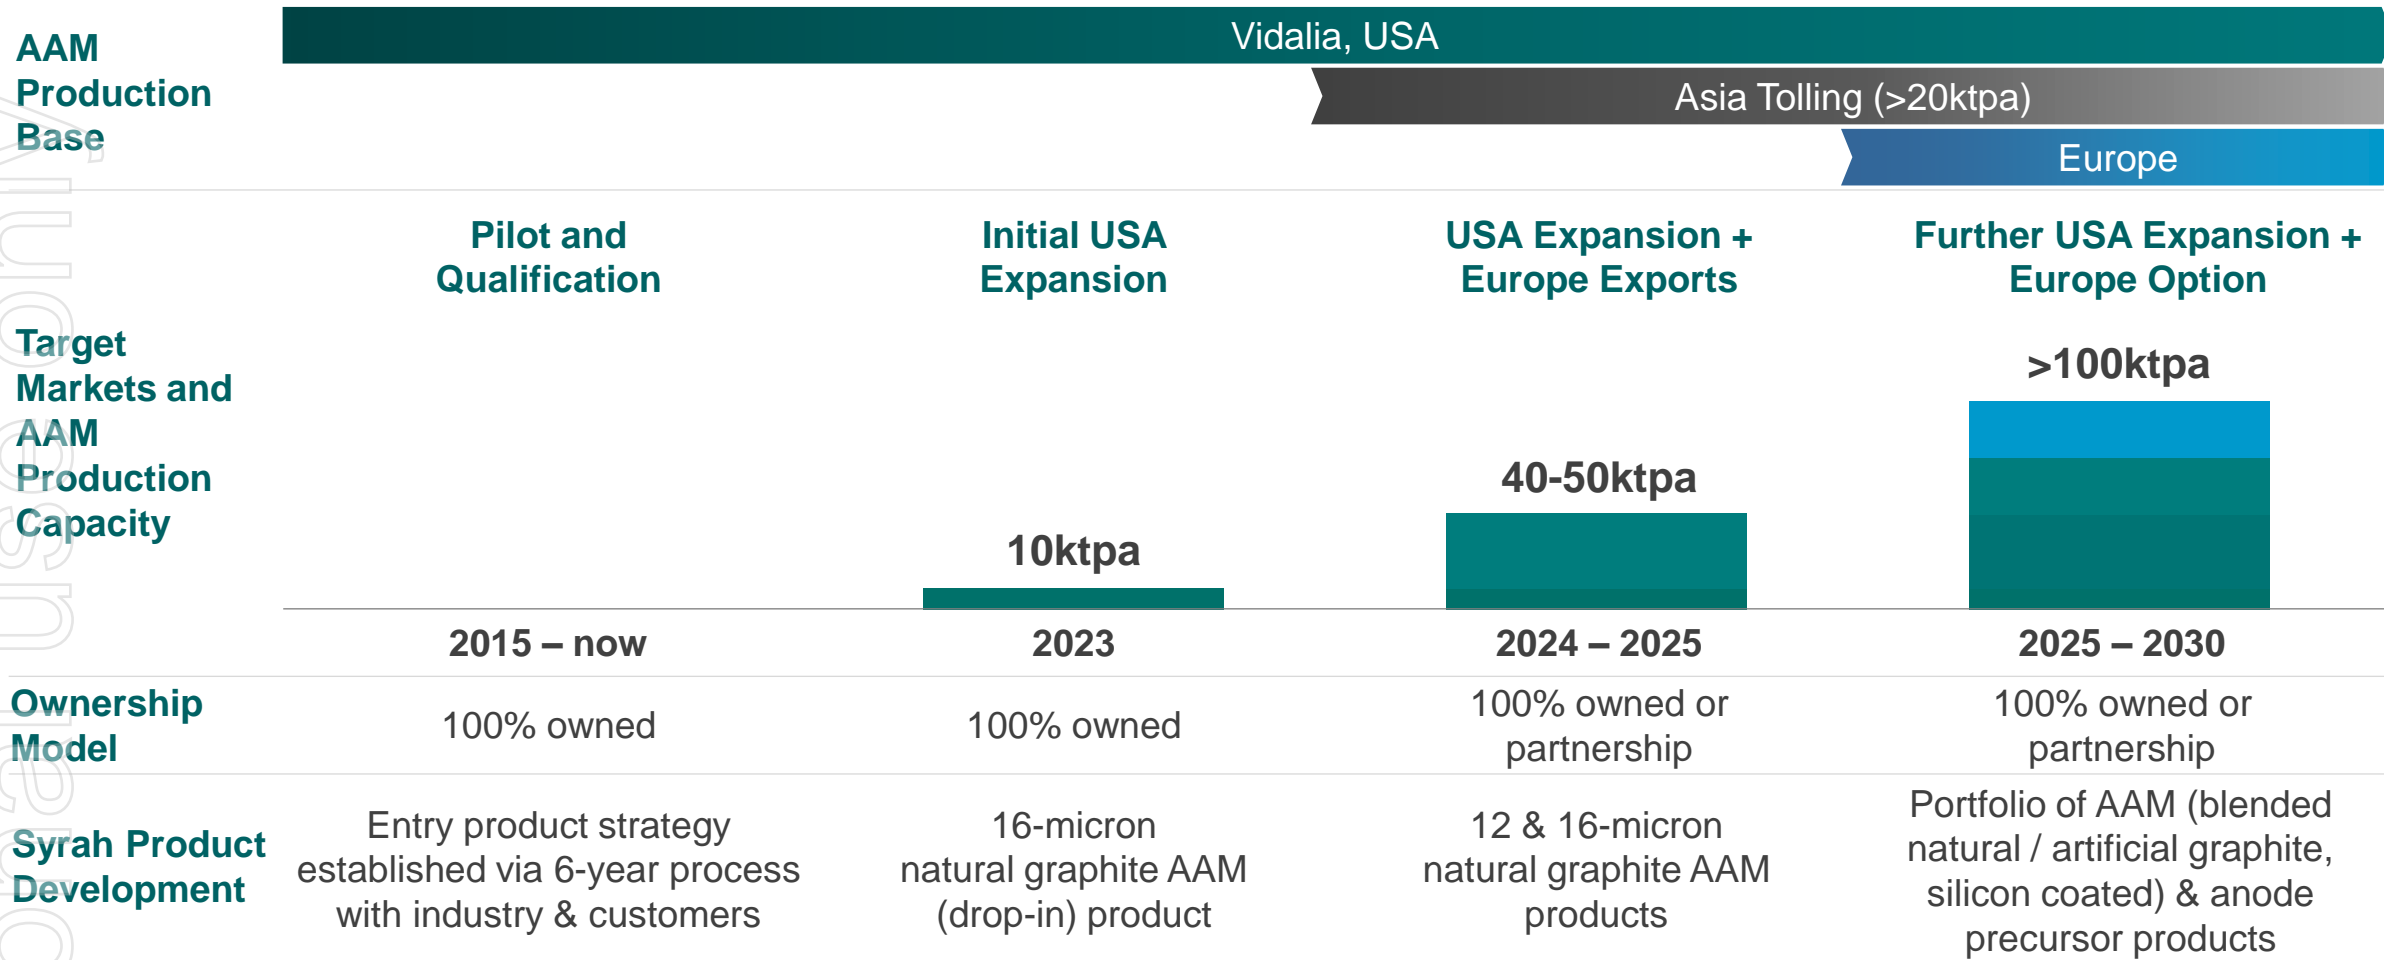 AAM
Production
Base
Vidalia, USA
Asia Tolling (>20ktpa)
Europe
Target
Markets and
AAM
Production
Capacity
Pilot and
Qualification
Initial USA
Expansion
USA Expansion +
Europe Exports
Further USA Expansion +
Europe Option
10ktpa
40-50ktpa
>100ktpa
2015 – now
2023
2024 – 2025
2025 – 2030
Ownership
Model
100% owned
100% owned
100% owned or
partnership
100% owned or
partnership
Syrah Product
Development
Entry product strategy
established via 6-year process
with industry & customers
16-micron
natural graphite AAM
(drop-in) product
12 & 16-micron
natural graphite AAM
products
Portfolio of AAM (blended
natural / artificial graphite,
silicon coated) & anode
precursor products